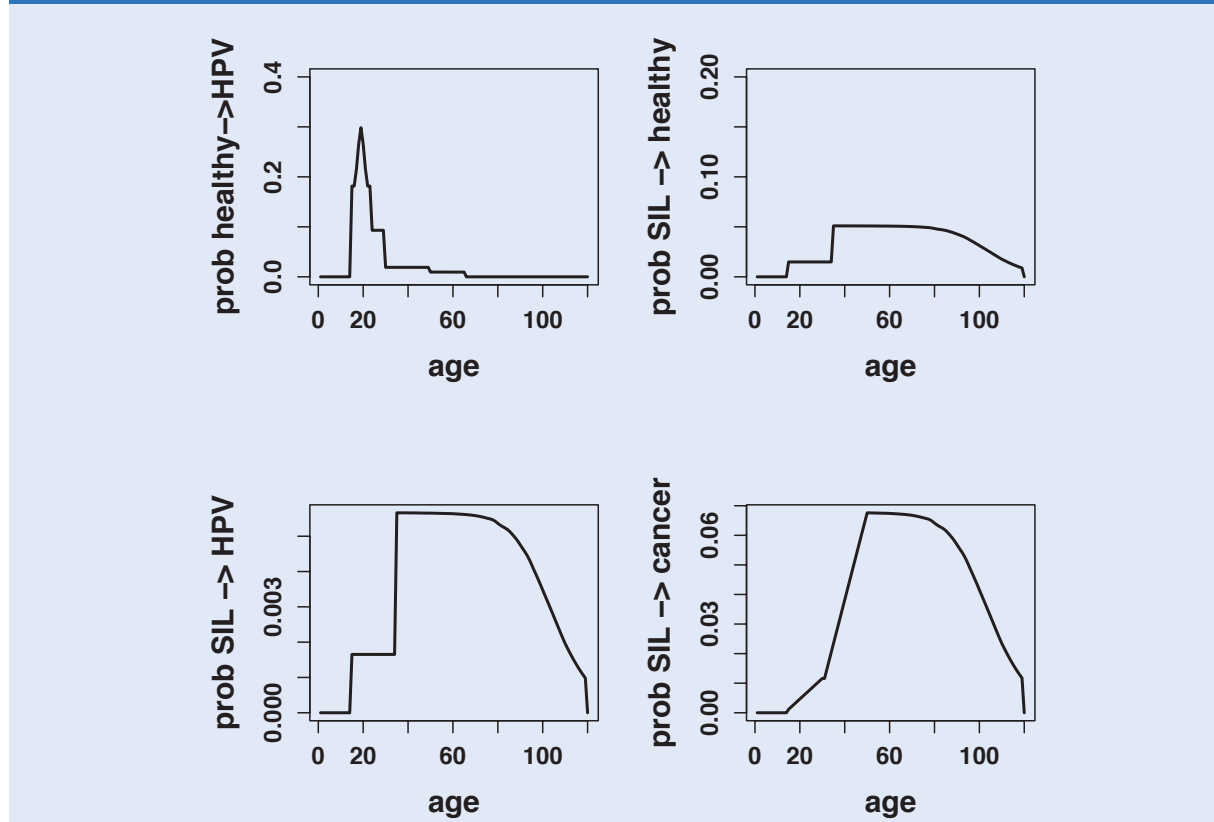 prob healthy−>HPV
0.4
0.2
0.0
0 20 60 100
age
prob SIL −> healthy
0.20
0.10
0.00
0 20 60 100
age
prob SIL −> HPV
0.003
0.000
0 20 60 100
age
prob SIL −> cancer
0.06
0.03
0.00
0 20 60 100
age